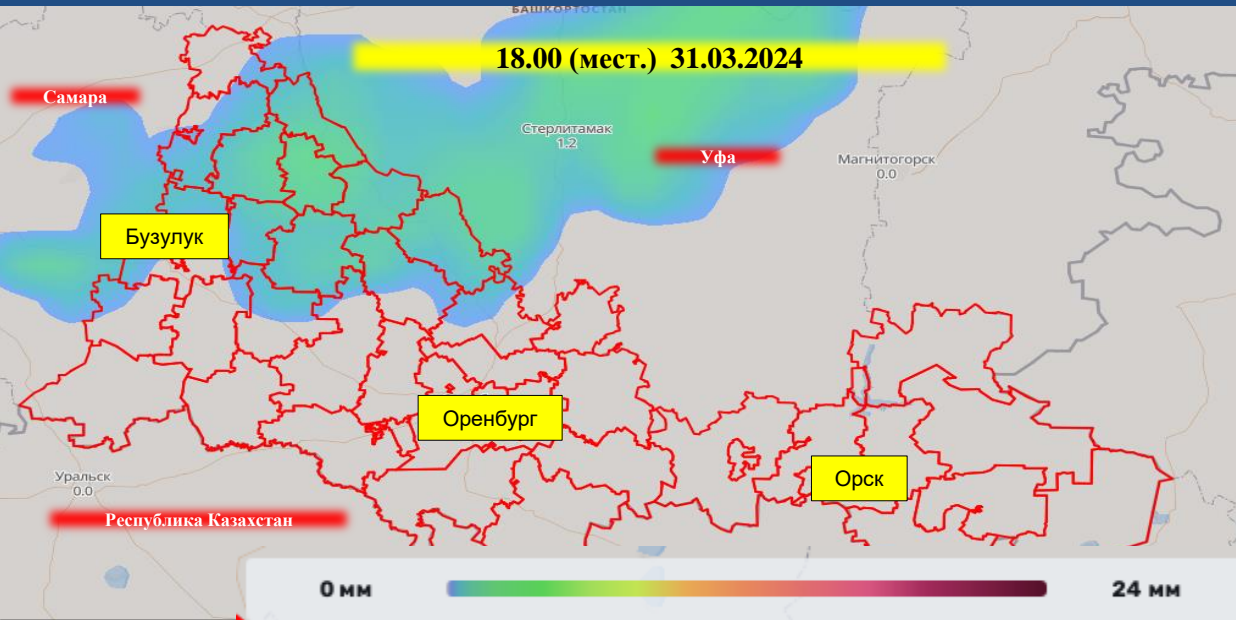 БАШКОРТОСТАН
18.00 (мест.) 31.03.2024
Самара
Стерлитамак
1.2
Уфа
Магнитогорск
0.0
Бузулук
Оренбург
Орск
Уральск
0.0
Республика Казахстан
0 мм
24 мм